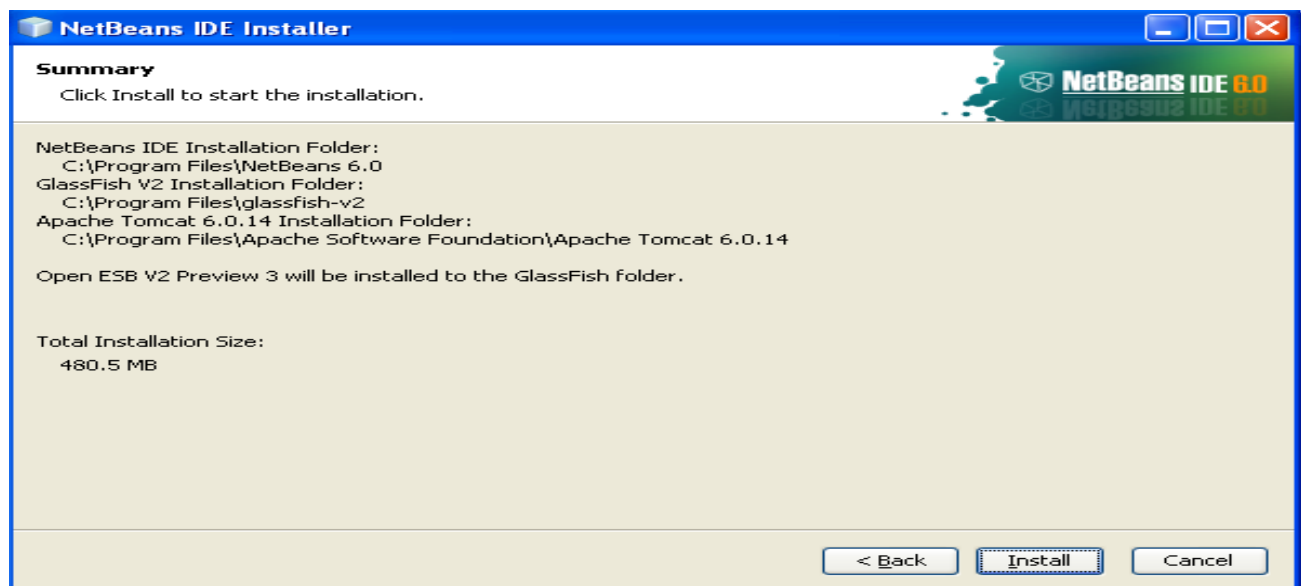 NetBeans IDE Installer
Summary
Click Install to start the installation.
NetBeans IDE 6.0
NetBeans IDE Installation Folder:
C:\Program Files\NetBeans 6.0
GlassFish V2 Installation Folder:
C:\Program Files\glassfish-v2
Apache Tomcat 6.0.14 Installation Folder:
C:\Program Files\Apache Software Foundation\Apache Tomcat 6.0.14
Open ESB V2 Preview 3 will be installed to the GlassFish folder.
Total Installation Size:
480.5 MB
< Back Install Cancel